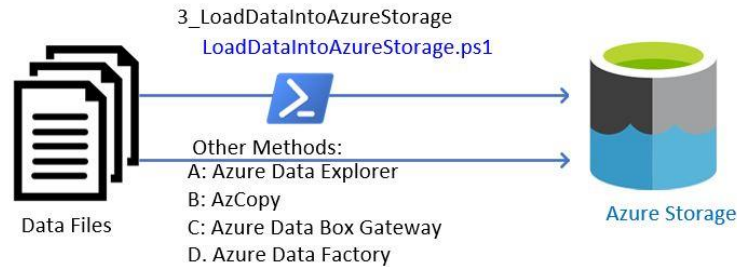 3_LoadDataIntoAzureStorage
LoadDataIntoAzureStorage.ps1
Other Methods:
A: Azure Data Explorer
B: AzCopy
C: Azure Data Box Gateway
D. Azure Data Factory
Data Files
Azure Storage